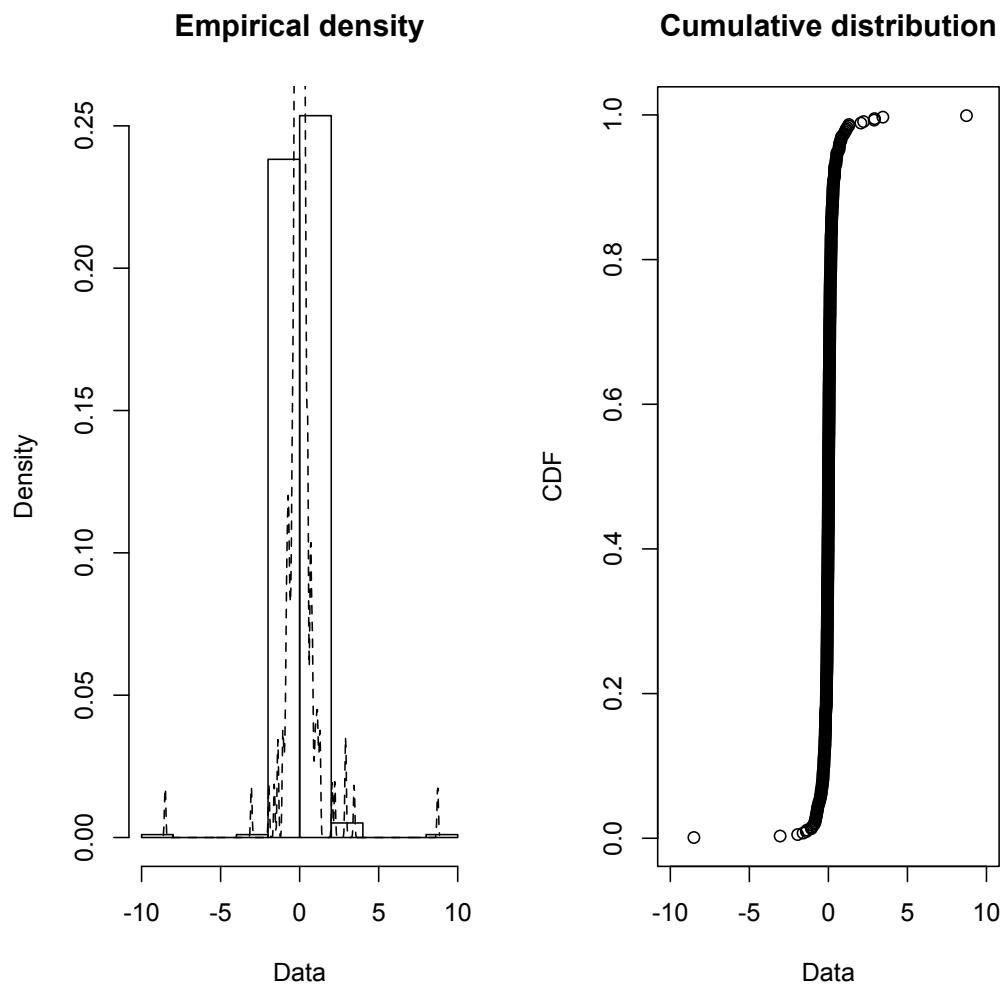 Empirical density
Density
0.00 0.05 0.10 0.15 0.20 0.25
-10 -5 0 5 10
Data
Cumulative distribution
CDF
0.0 0.2 0.4 0.6 0.8 1.0
-10 -5 0 5 10
Data